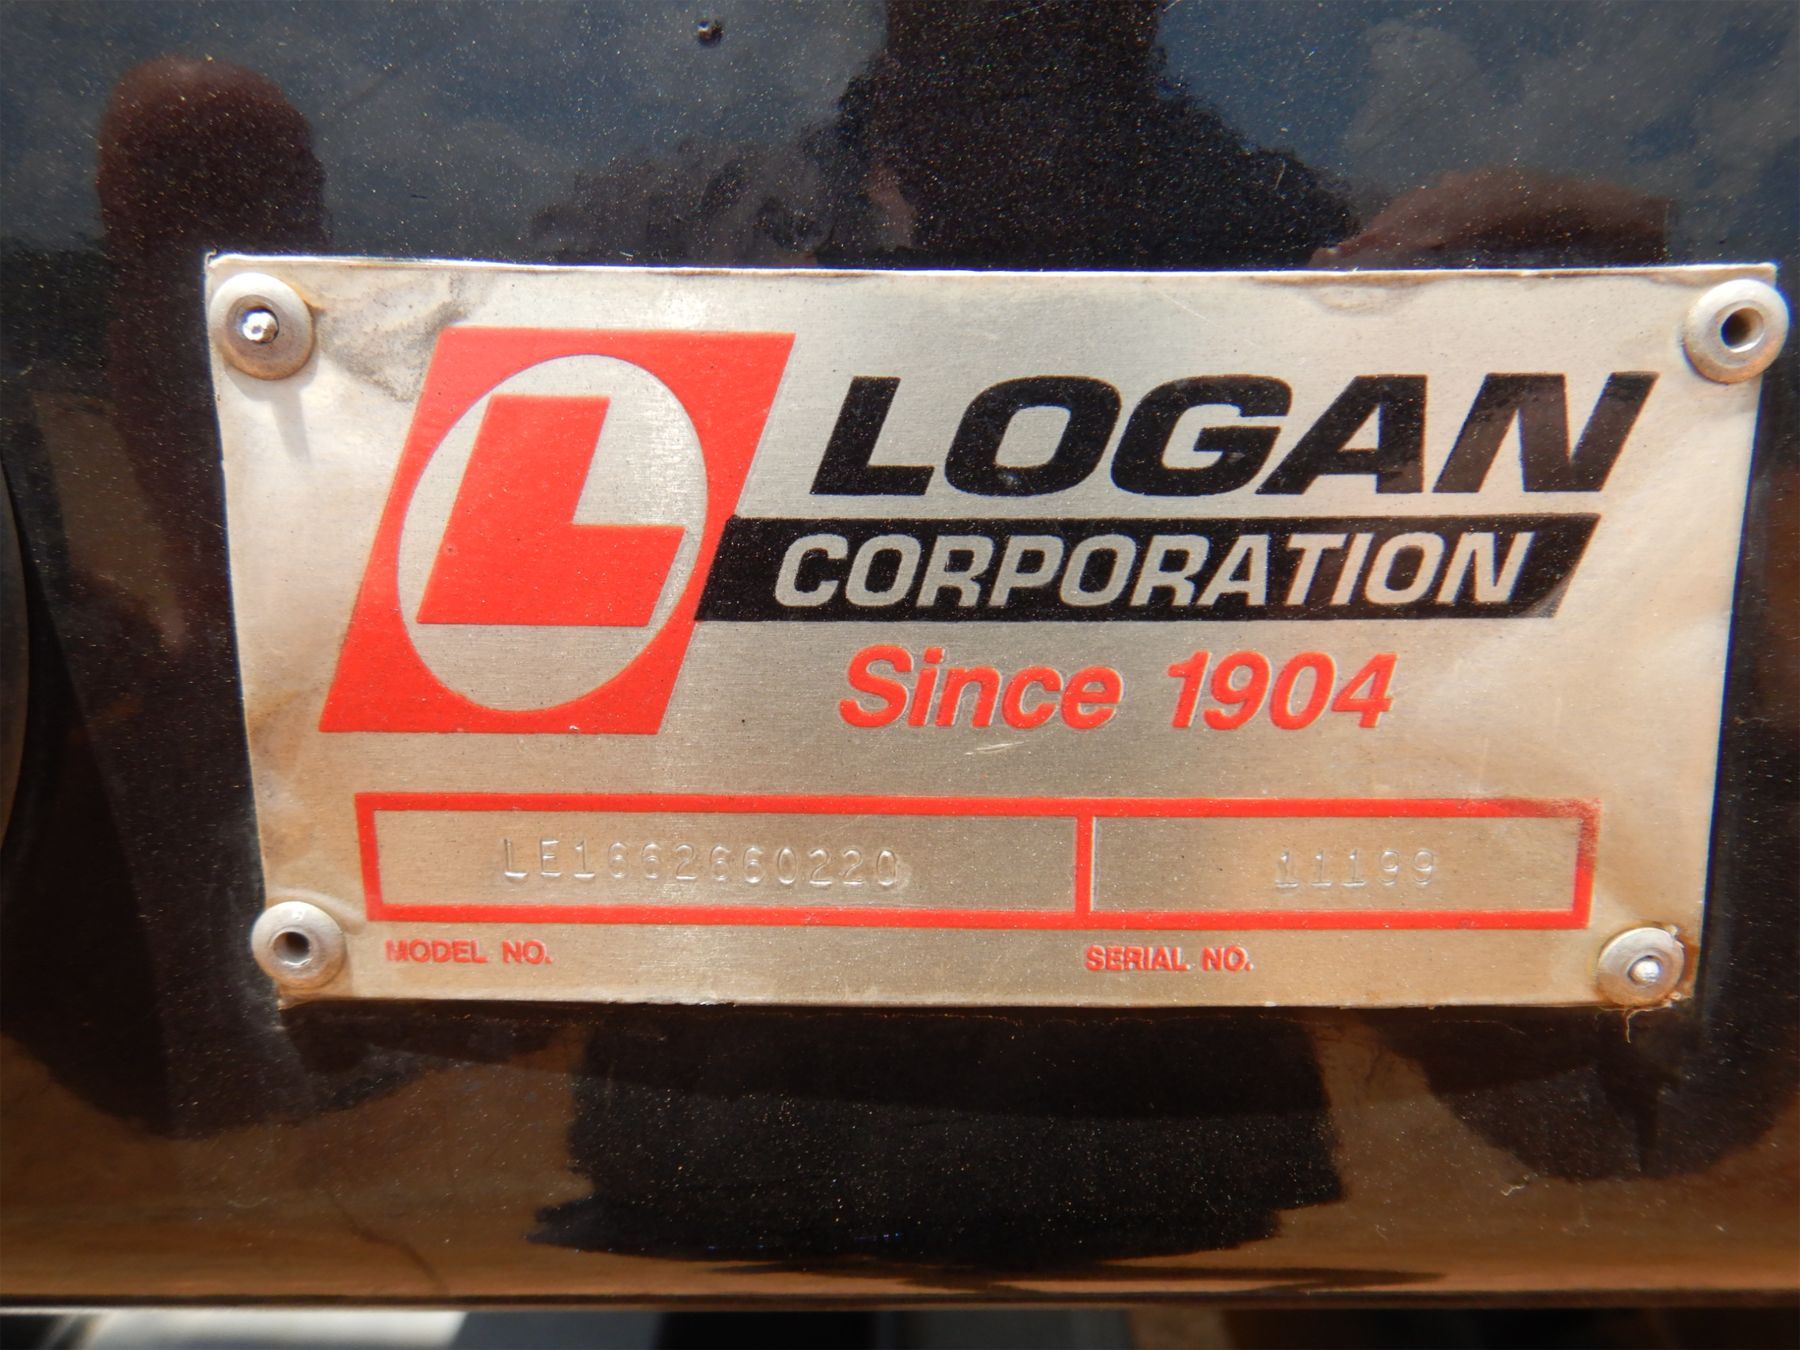 L
LOGAN
CORPORATION
Since 1904
LE1662660220 11199
MODEL NO. SERIAL NO.